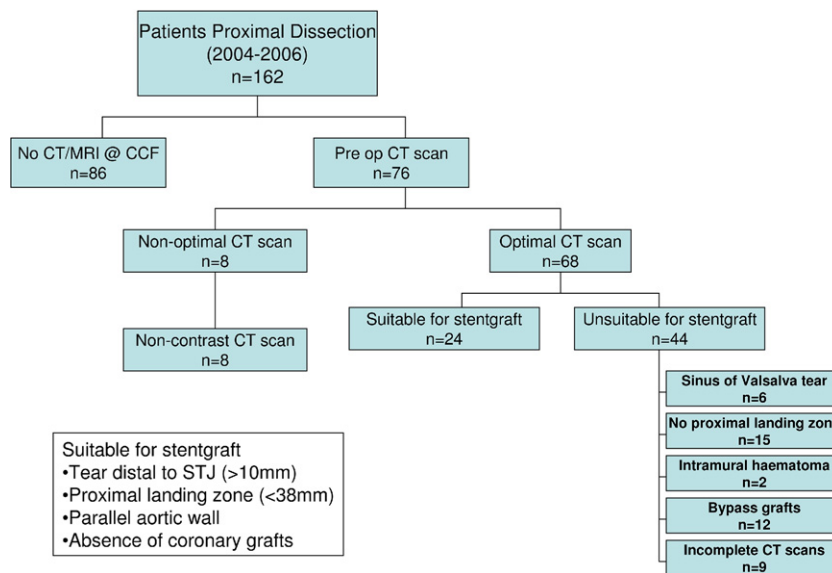 Patients Proximal Dissection
(2004-2006)
n=162
No CT/MRI @ CCF
n=86
Pre op CT scan
n=76
Non-optimal CT scan
n=8
Optimal CT scan
n=68
Non-contrast CT scan
n=8
Suitable for stentgraft
n=24
Unsuitable for stentgraft
n=44
Sinus of Valsalva tear
n=6
No proximal landing zon
n=15
Intramural haematoma
n=2
Bypass grafts
n=12
Incomplete CT scans
n=9
Suitable for stentgraft
•Tear distal to STJ (>10mm)
•Proximal landing zone (<38mm)
•Parallel aortic wall
•Absence of coronary grafts